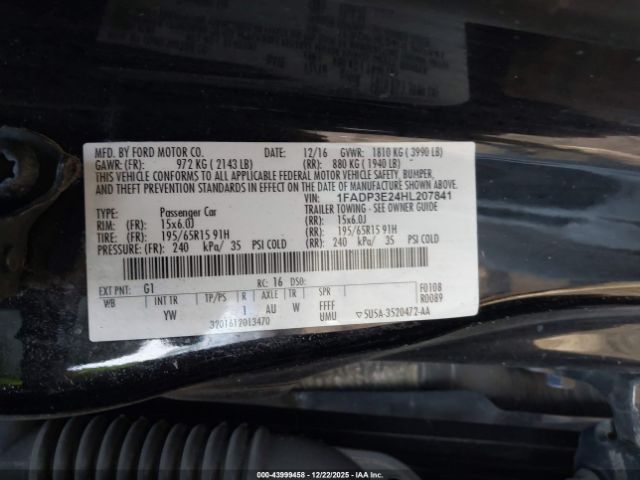 MFD. BY FORD MOTOR CO. DATE: 12/16 GVWR: 1810 KG ( 3990 LB)
GAWR: (FR): 972 KG ( 2143 LB) (RR): 880 KG ( 1940 LB)
THIS VEHICLE CONFORMS TO ALL APPLICABLE FEDERAL MOTOR VEHICLE SAFETY, BUMPER,
AND THEFT PREVENTION STANDARDS IN EFFECT ON THE DATE OF MANUFACTURE SHOWN ABOVE.
VIN: 1FADP3E24HL207841
TYPE: Passenger Car TRAILER TOWING - SEE OWNER GUIDE
RIM: (FR): 15x6.0J (RR): 15x6.0J
TIRE: (FR): 195/65R15 91H (RR): 195/65R15 91H
PRESSURE: (FR): 240 kPa/ 35 PSI COLD (RR): 240 kPa/ 35 PSI COLD
EXT PNT: G1 RC: 16 DSO: F0108
WB INT TR TP/PS R AXLE TR SPR R0089
YW 1 AU W FFFF
UMU ▽5U5A-3520472-AA
3201612013470
00-43999458 - 12/22/2025 - IAAI.COM